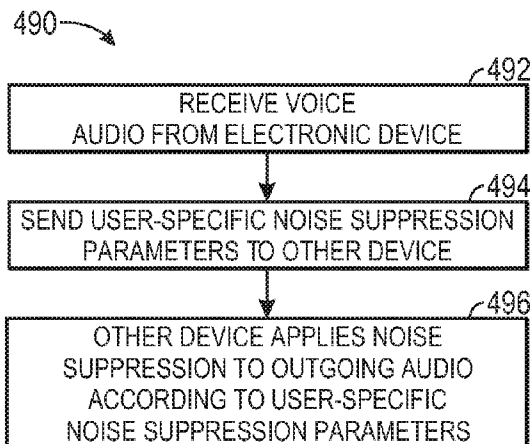 490
492
RECEIVE VOICE
AUDIO FROM ELECTRONIC DEVICE
494
SEND USER-SPECIFIC NOISE SUPPRESSION
PARAMETERS TO OTHER DEVICE
496
OTHER DEVICE APPLIES NOISE
SUPPRESSION TO OUTGOING AUDIO
ACCORDING TO USER-SPECIFIC
NOISE SUPPRESSION PARAMETERS